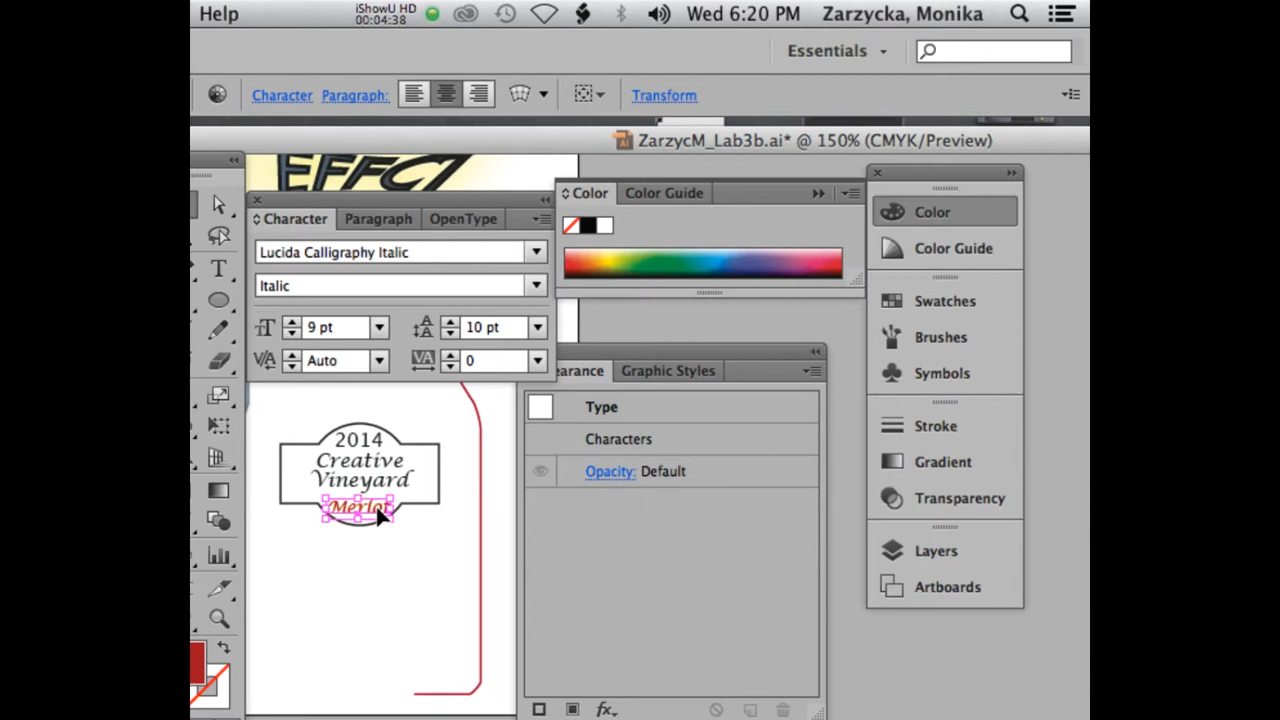 Help iShowU HD Wed 6:20 PM Zarzycka, Monika
00:04:38
Essentials
Character Paragraph: Transform
ZarzycM_Lab3b.ai* @ 150% (CMYK/Preview)
EFFC
Color Color Guide
Character Paragraph OpenType
Lucida Calligraphy Italic
Italic
9 pt 10 pt
Auto 0
earance Graphic Styles
Type
Characters
Opacity: Default
2014
Creative
Vineyard
Merlot
Color
Color Guide
Swatches
Brushes
Symbols
Stroke
Gradient
Transparency
Layers
Artboards
fx